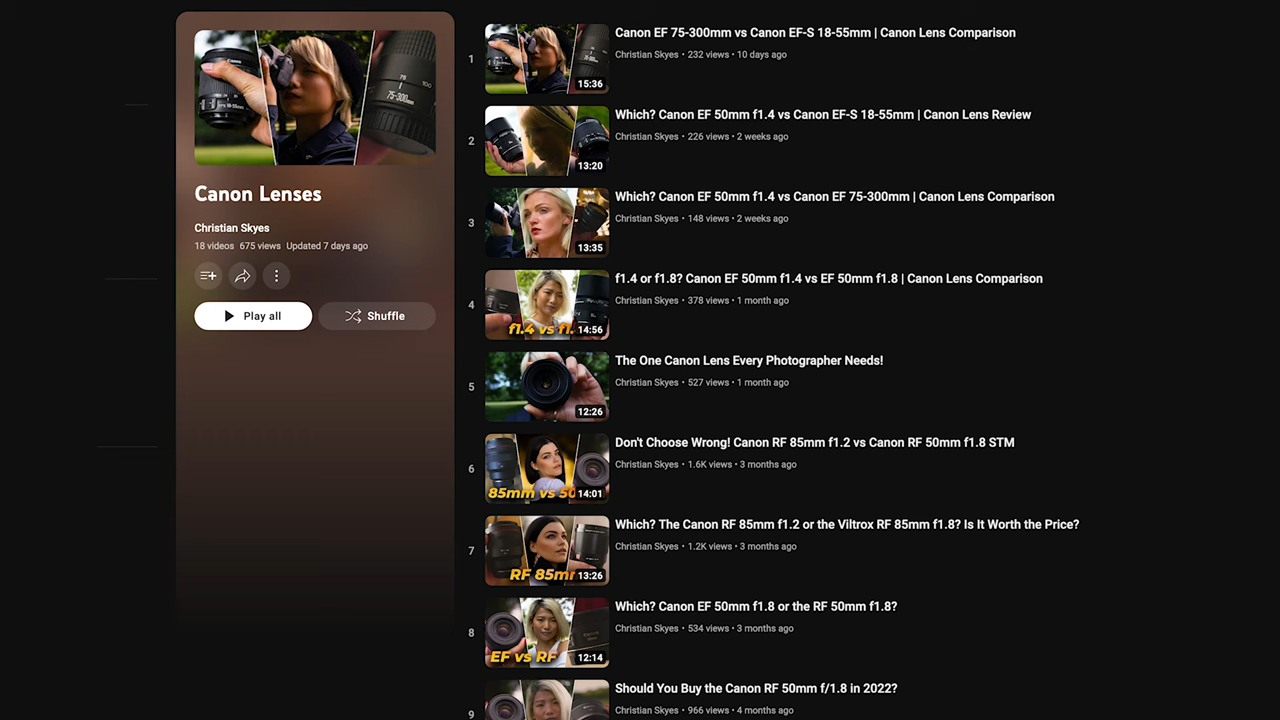 Canon Lenses
Christian Skyes
18 videos 675 views Updated 7 days ago
Play all
Shuffle
1
15:36
Canon EF 75-300mm vs Canon EF-S 18-55mm | Canon Lens Comparison
Christian Skyes • 232 views • 10 days ago
2
13:20
Which? Canon EF 50mm f1.4 vs Canon EF-S 18-55mm | Canon Lens Review
Christian Skyes • 226 views • 2 weeks ago
3
13:35
Which? Canon EF 50mm f1.4 vs Canon EF 75-300mm | Canon Lens Comparison
Christian Skyes • 148 views • 2 weeks ago
4
f1.4 vs f1.
14:56
f1.4 or f1.8? Canon EF 50mm f1.4 vs EF 50mm f1.8 | Canon Lens Comparison
Christian Skyes • 378 views • 1 month ago
5
12:26
The One Canon Lens Every Photographer Needs!
Christian Skyes • 527 views • 1 month ago
6
85mm vs 50
14:01
Don't Choose Wrong! Canon RF 85mm f1.2 vs Canon RF 50mm f1.8 STM
Christian Skyes • 1.6K views • 3 months ago
7
RF 85m
13:26
Which? The Canon RF 85mm f1.2 or the Viltrox RF 85mm f1.8? Is It Worth the Price?
Christian Skyes • 1.2K views • 3 months ago
8
EF vs RF
12:14
Which? Canon EF 50mm f1.8 or the RF 50mm f1.8?
Christian Skyes • 534 views • 3 months ago
9
Should You Buy the Canon RF 50mm f/1.8 in 2022?
Christian Skyes • 966 views • 4 months ago